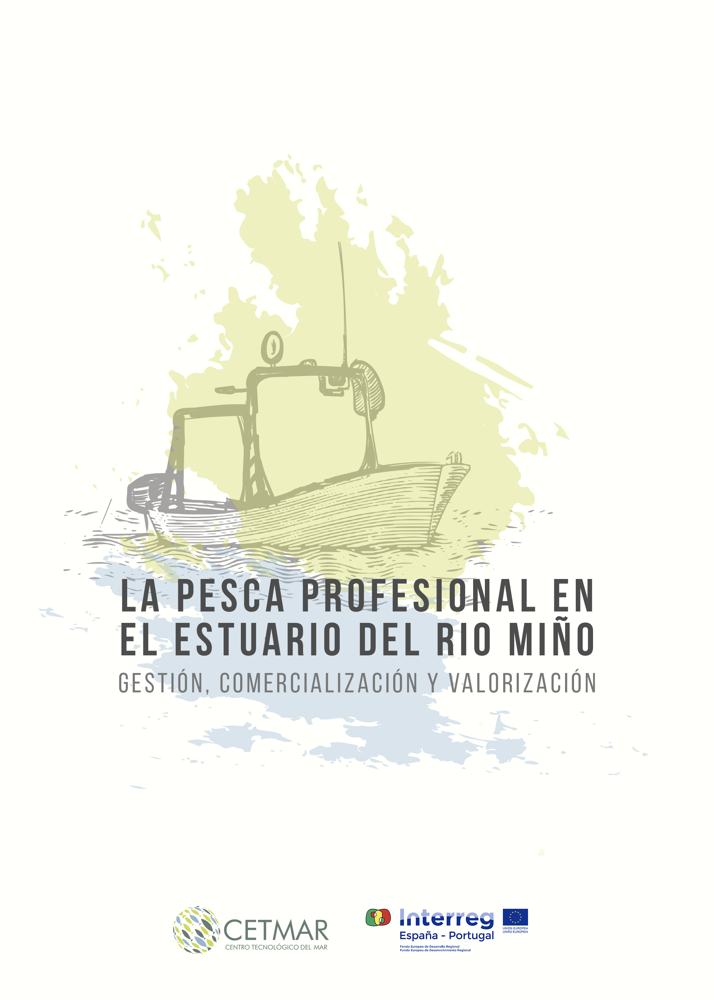 LA PESCA PROFESIONAL EN
EL ESTUARIO DEL RIO MIÑO
GESTIÓN, COMERCIALIZACIÓN Y VALORIZACIÓN
CETMAR
CENTRO TECNOLÓGICO DEL MAR
Interreg
España - Portugal
Fondo Europeo de Desarrollo Regional
Fundo Europeu de Desenvolvimento Regional
UNIÓN EUROPEA
UNIÃO EUROPEIA